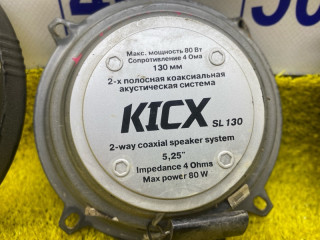 Макс. мощность 80 Вт
Сопротивление 4 Ома
130 мм
2-х полосная коаксиальная
акустическая система
KICX SL 130
2-way coaxial speaker system
5,25"
Impedance 4 Ohms
Max power 80 W